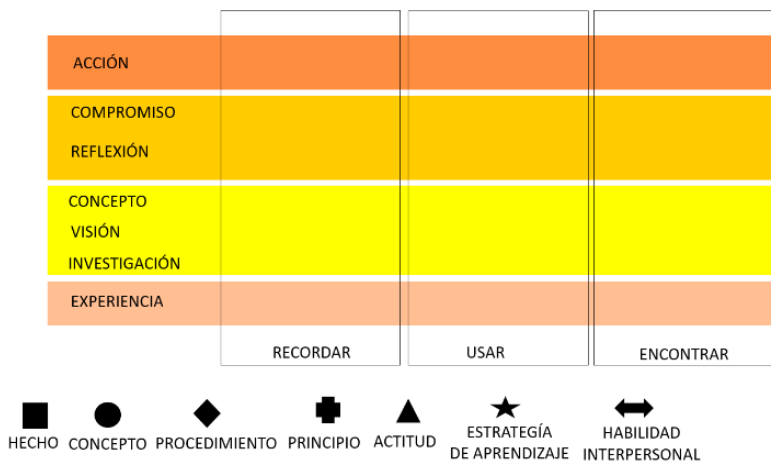 ACCIÓN
COMPROMISO
REFLEXIÓN
CONCEPTO
VISIÓN
INVESTIGACIÓN
EXPERIENCIA
RECORDAR USAR ENCONTRAR
HECHO CONCEPTO PROCEDIMIENTO PRINCIPIO ACTITUD
ESTRATEGÍA
DE APRENDIZAJE
HABILIDAD
INTERPERSONAL